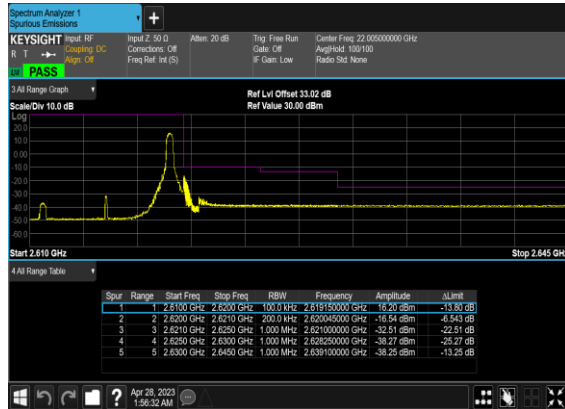 Spectrum Analyzer 1
Spurious Emissions
+
KEYSIGHT Input: RF Input Z: 50 Ω Atten: 20 dB Trig: Free Run Center Freq: 22.005000000 GHz
R T Coupling: DC Corrections: Off Gate: Off Avg|Hold: 100/100
Align: Off Freq Ref: Int (S) IF Gain: Low Radio Std: None
PASS
3 All Range Graph
Ref Lvl Offset 33.02 dB
Scale/Div 10.0 dB Ref Value 30.00 dBm
Log
20.0
10.0
0.00
-10.0
-20.0
-30.0
-40.0
-50.0
-60.0
Start 2.610 GHz Stop 2.645 GH
4 All Range Table
Spur Range Start Freq Stop Freq RBW Frequency Amplitude ΔLimit
1 1 2.6100 GHz 2.6200 GHz 100.0 kHz 2.619150000 GHz 16.20 dBm -13.80 dB
2 2 2.6200 GHz 2.6210 GHz 200.0 kHz 2.620045000 GHz -16.54 dBm -6.543 dB
3 3 2.6210 GHz 2.6250 GHz 1.000 MHz 2.621000000 GHz -32.51 dBm -22.51 dB
4 4 2.6250 GHz 2.6300 GHz 1.000 MHz 2.628250000 GHz -38.27 dBm -25.27 dB
5 5 2.6300 GHz 2.6450 GHz 1.000 MHz 2.639100000 GHz -38.25 dBm -13.25 dB
? Apr 28, 2023
1:56:32 AM